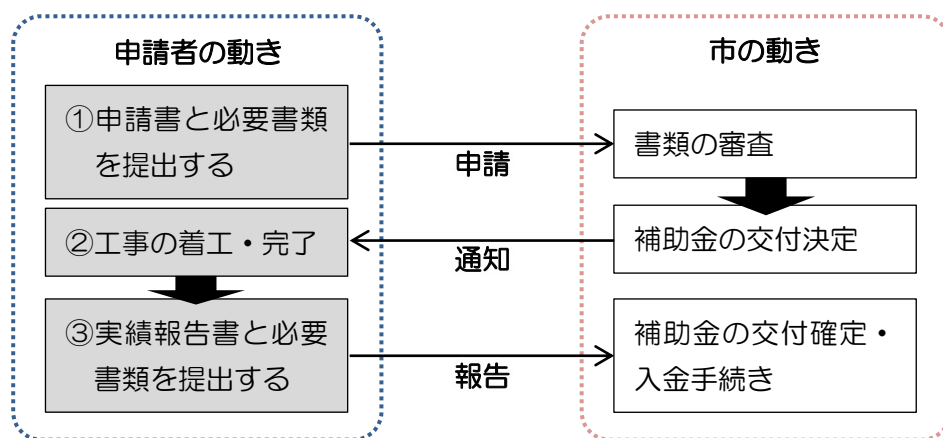 申請者の動き
①申請書と必要書類
を提出する
②工事の着工・完了
③実績報告書と必要
書類を提出する
申請
通知
報告
市の動き
書類の審査
補助金の交付決定
補助金の交付確定・
入金手続き